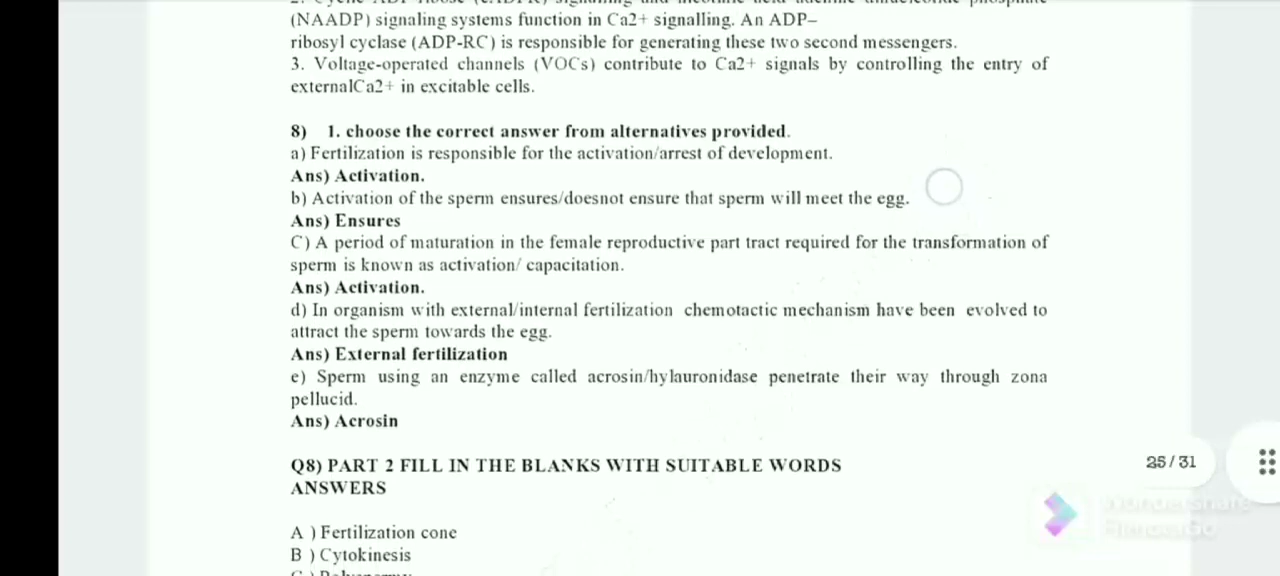 (NAADP) signaling systems function in Ca2+ signalling. An ADP–
ribosyl cyclase (ADP-RC) is responsible for generating these two second messengers.
3. Voltage-operated channels (VOCs) contribute to Ca2+ signals by controlling the entry of
externalCa2+ in excitable cells.
8) 1. choose the correct answer from alternatives provided.
a) Fertilization is responsible for the activation/arrest of development.
Ans) Activation.
b) Activation of the sperm ensures/doesnot ensure that sperm will meet the egg.
Ans) Ensures
C) A period of maturation in the female reproductive part tract required for the transformation of
sperm is known as activation/ capacitation.
Ans) Activation.
d) In organism with external/internal fertilization chemotactic mechanism have been evolved to
attract the sperm towards the egg.
Ans) External fertilization
e) Sperm using an enzyme called acrosin/hylauronidase penetrate their way through zona
pellucid.
Ans) Acrosin
Q8) PART 2 FILL IN THE BLANKS WITH SUITABLE WORDS
ANSWERS
25 / 31
Wondershare
FilmoraGo
A ) Fertilization cone
B ) Cytokinesis